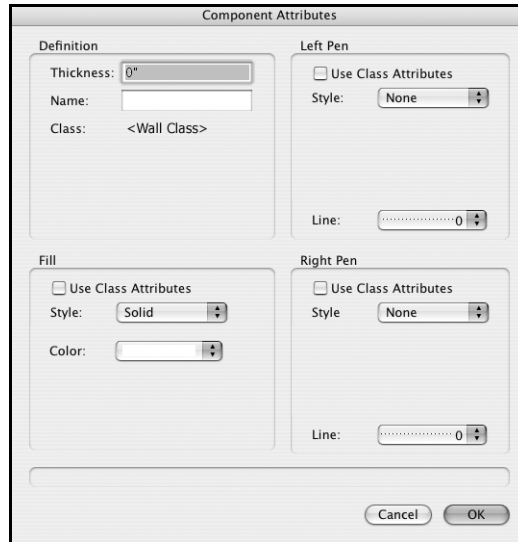 Component Attributes
Definition
Thickness: 0"
Name:
Class: <Wall Class>
Left Pen
Use Class Attributes
Style: None
Line: 0
Fill
Use Class Attributes
Style: Solid
Color:
Right Pen
Use Class Attributes
Style None
Line: 0
Cancel OK